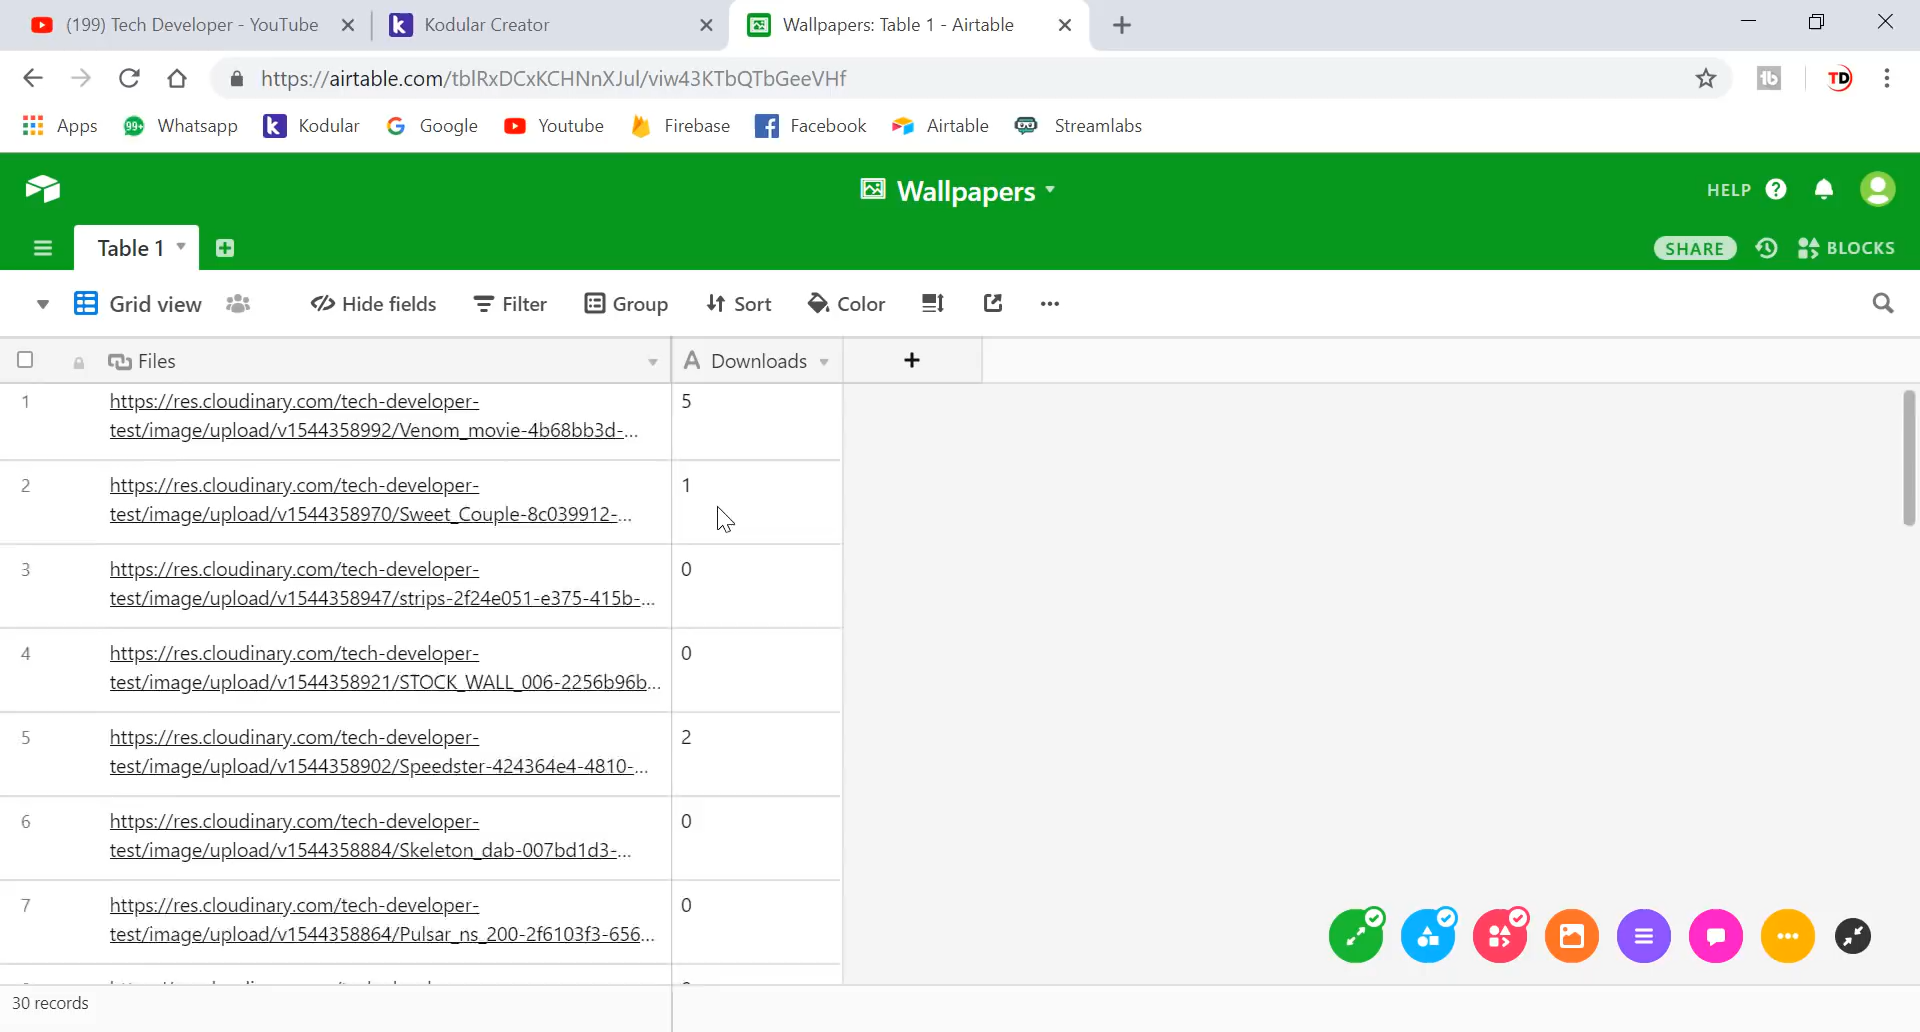 (199) Tech Developer - YouTube
Kodular Creator
Wallpapers: Table 1 - Airtable
https://airtable.com/tblRxDCxKCHNnXJul/viw43KTbQTbGeeVHf
TD
Apps
99+
Whatsapp
Kodular
Google
Youtube
Firebase
Facebook
Airtable
Streamlabs
Wallpapers
HELP
Table 1
SHARE
BLOCKS
Grid view
Hide fields
Filter
Group
Sort
Color
Files
Downloads
1
https://res.cloudinary.com/tech-developer-
test/image/upload/v1544358992/Venom_movie-4b68bb3d-...
5
2
https://res.cloudinary.com/tech-developer-
test/image/upload/v1544358970/Sweet_Couple-8c039912-...
1
3
https://res.cloudinary.com/tech-developer-
test/image/upload/v1544358947/strips-2f24e051-e375-415b-...
0
4
https://res.cloudinary.com/tech-developer-
test/image/upload/v1544358921/STOCK_WALL_006-2256b96b...
0
5
https://res.cloudinary.com/tech-developer-
test/image/upload/v1544358902/Speedster-424364e4-4810-...
2
6
https://res.cloudinary.com/tech-developer-
test/image/upload/v1544358884/Skeleton_dab-007bd1d3-...
0
7
https://res.cloudinary.com/tech-developer-
test/image/upload/v1544358864/Pulsar_ns_200-2f6103f3-656...
0
30 records